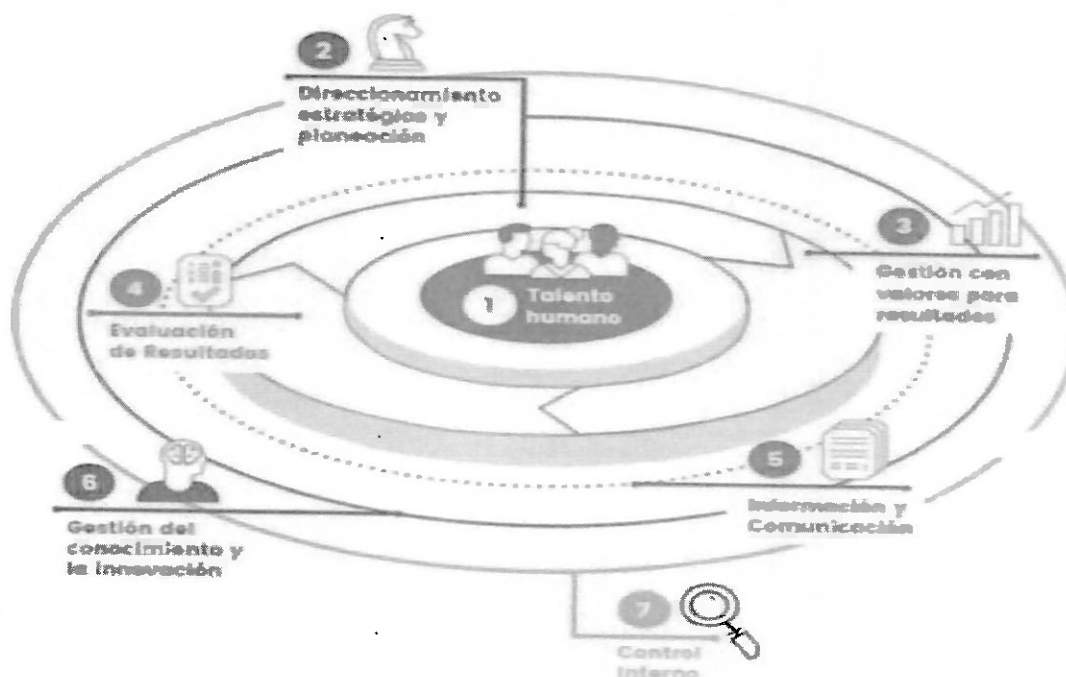 2
Direccionamiento
estratégico y
planeación
3
Gestión con
valores para
resultados
1
Talento
humano
4
Evaluación
de Resultados
5
Información y
Comunicación
6
Gestión del
conocimiento y
la innovación
7
Control
Interno